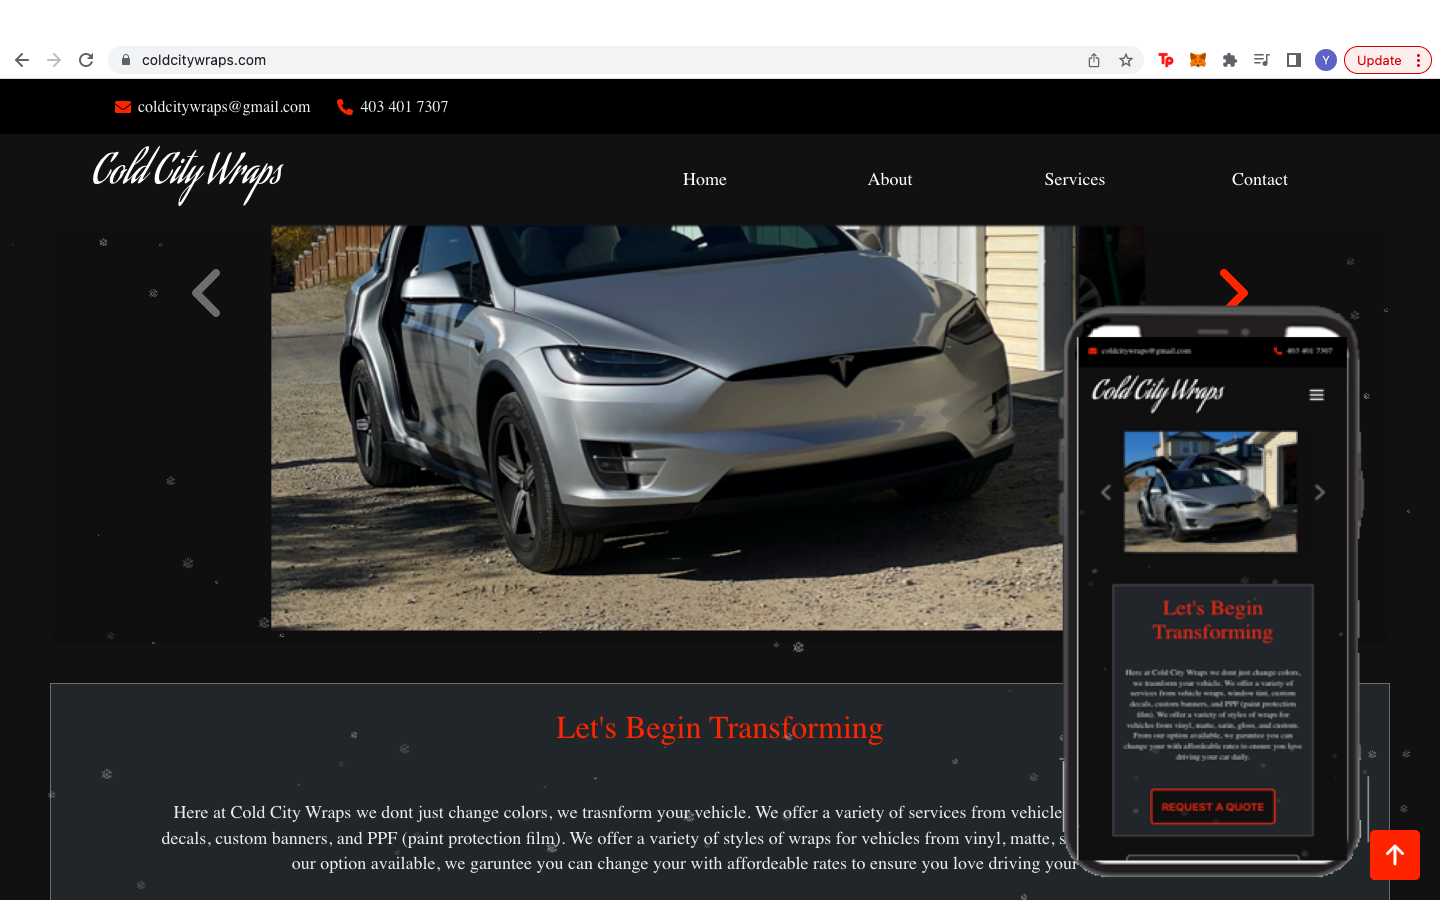 coldcitywraps.com
Tp
Y
Update
coldcitywraps@gmail.com
403 401 7307
Cold City Wraps
Home
About
Services
Contact
Let's Begin Transforming
Here at Cold City Wraps we dont just change colors, we trasnform your vehicle. We offer a variety of services from vehicle
decals, custom banners, and PPF (paint protection film). We offer a variety of styles of wraps for vehicles from vinyl, matte, s
our option available, we garuntee you can change your with affordeable rates to ensure you love driving your
coldcitywraps@gmail.com
403 401 7307
Cold City Wraps
Let's Begin
Transforming
Here at Cold City Wraps we dont just change colors,
we trasnform your vehicle. We offer a variety of
services from vehicle wraps, window tint, custom
decals, custom banners, and PPF (paint protection
film). We offer a variety of styles of wraps for
vehicles from vinyl, matte, satin, gloss, and custom.
From our option available, we garuntee you can
change your with affordeable rates to ensure you love
driving your car daily.
REQUEST A QUOTE